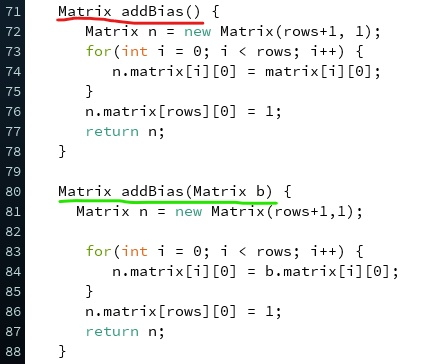 71 Matrix addBias() {
72 Matrix n = new Matrix(rows+1, 1);
73 for(int i = 0; i < rows; i++) {
74 n.matrix[i][0] = matrix[i][0];
75 }
76 n.matrix[rows][0] = 1;
77 return n;
78 }
79
80 Matrix addBias(Matrix b) {
81 Matrix n = new Matrix(rows+1,1);
82
83 for(int i = 0; i < rows; i++) {
84 n.matrix[i][0] = b.matrix[i][0];
85 }
86 n.matrix[rows][0] = 1;
87 return n;
88 }